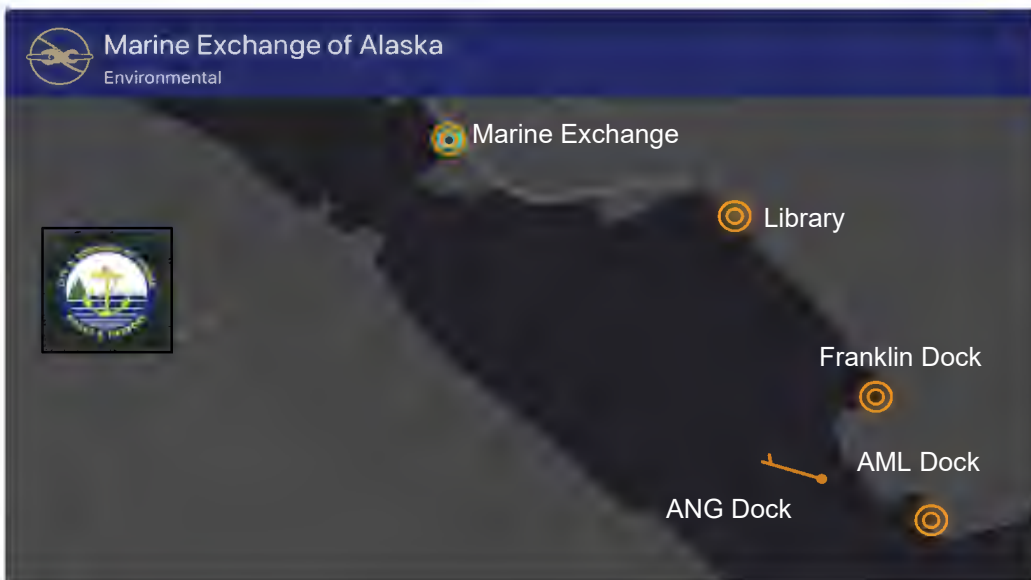 Marine Exchange of Alaska
Environmental
Marine Exchange
Library
Franklin Dock
AML Dock
ANG Dock